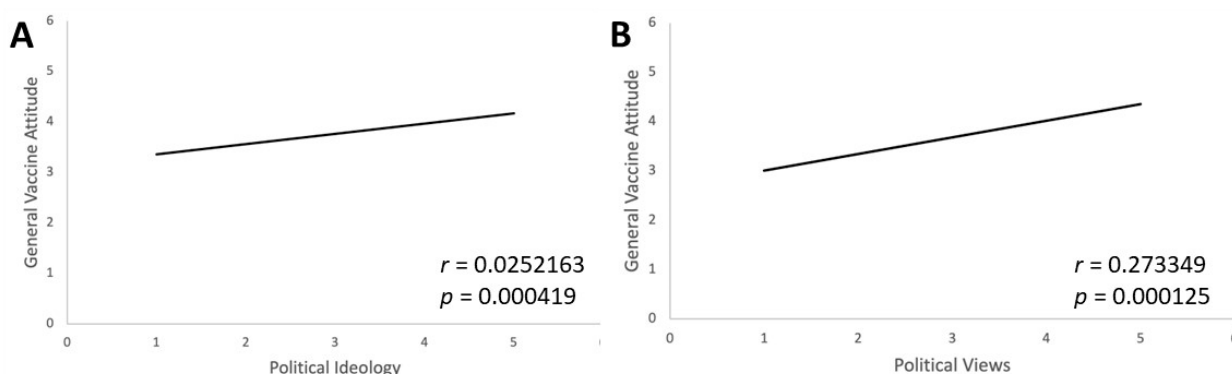 A
General Vaccine Attitude
6
5
4
3
2
1
0
0 1 2 3 4 5
Political Ideology
r = 0.0252163
p = 0.000419
B
General Vaccine Attitude
6
5
4
3
2
1
0
0 1 2 3 4 5
Political Views
r = 0.273349
p = 0.000125